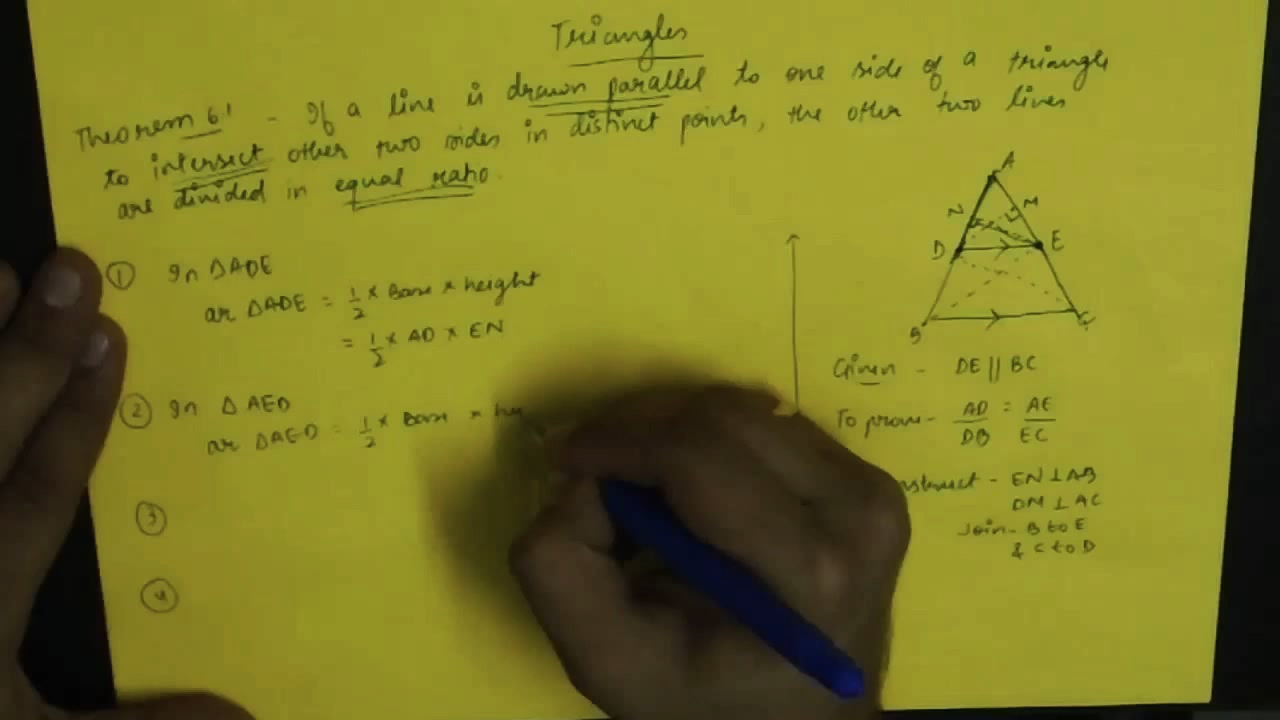 Triangles
Theorem 6.1 - If a line is drawn parallel to one side of a triangle
to intersect other two sides in distinct points, the other two lines
are divided in equal ratio.
A
N
M
D
E
B
C
① In ΔADE
ar ΔADE = 1/2 × Base × height
= 1/2 × AD × EN
② In ΔAED
ar ΔAED = 1/2 × Base ×
③
④
Given - DE || BC
To prove - AD/DB = AE/EC
- EN ⊥ AB
DM ⊥ AC
Join - B to E
& C to D